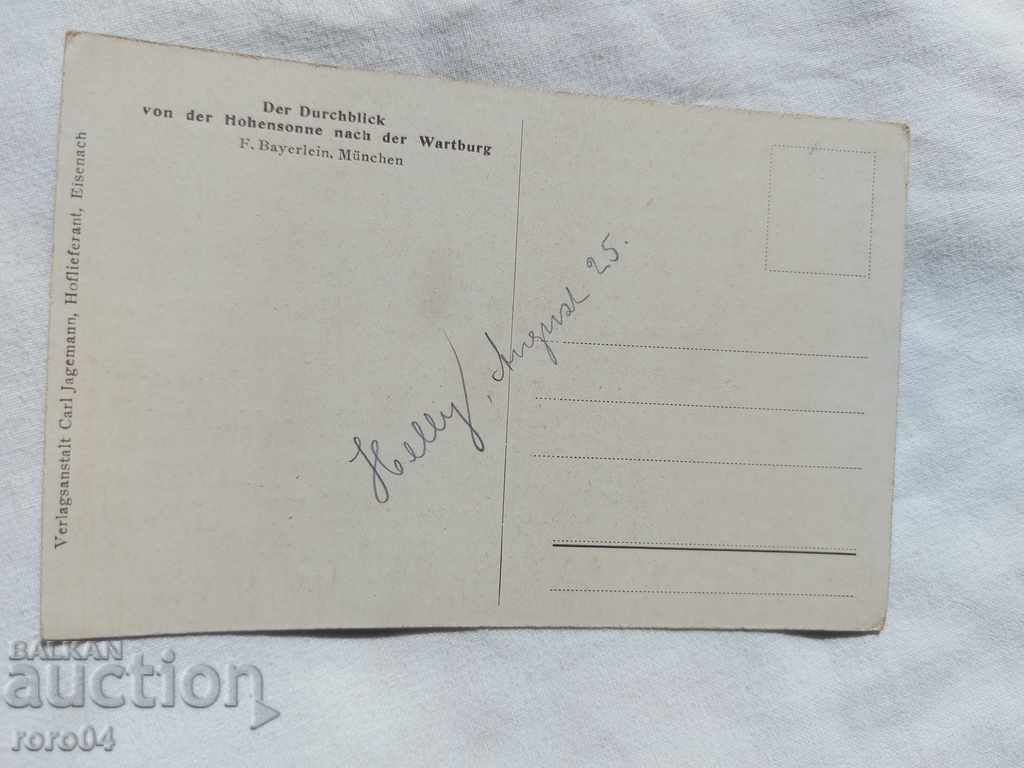 Der Durchblick
von der Hohensonne nach der Wartburg
F. Bayerlein, München
Verlagsanstalt Carl Jagemann, Hoflieferant, Eisenach
Helly, August 25.
BALKAN
auction
roro04